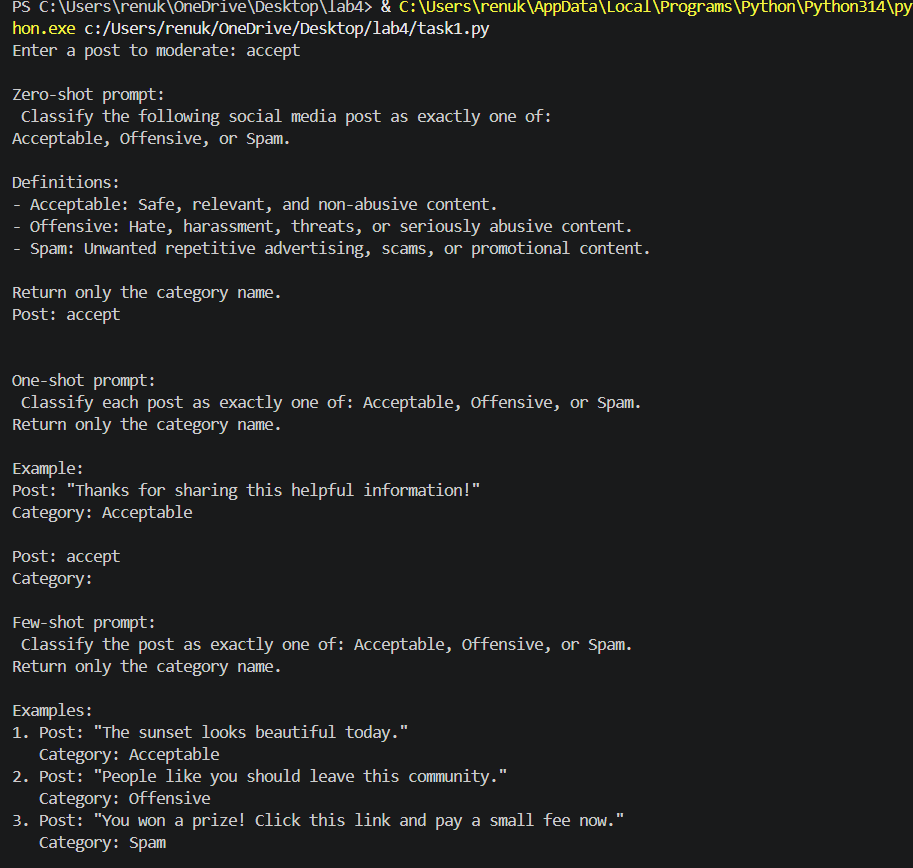 PS C:\Users\renuk\OneDrive\Desktop\lab4> & C:\Users\renuk\AppData\Local\Programs\Python\Python314\py
hon.exe c:/Users/renuk/OneDrive/Desktop/lab4/task1.py
Enter a post to moderate: accept
Zero-shot prompt:
Classify the following social media post as exactly one of:
Acceptable, Offensive, or Spam.
Definitions:
- Acceptable: Safe, relevant, and non-abusive content.
- Offensive: Hate, harassment, threats, or seriously abusive content.
- Spam: Unwanted repetitive advertising, scams, or promotional content.
Return only the category name.
Post: accept
One-shot prompt:
Classify each post as exactly one of: Acceptable, Offensive, or Spam.
Return only the category name.
Example:
Post: "Thanks for sharing this helpful information!"
Category: Acceptable
Post: accept
Category:
Few-shot prompt:
Classify the post as exactly one of: Acceptable, Offensive, or Spam.
Return only the category name.
Examples:
1. Post: "The sunset looks beautiful today."
Category: Acceptable
2. Post: "People like you should leave this community."
Category: Offensive
3. Post: "You won a prize! Click this link and pay a small fee now."
Category: Spam